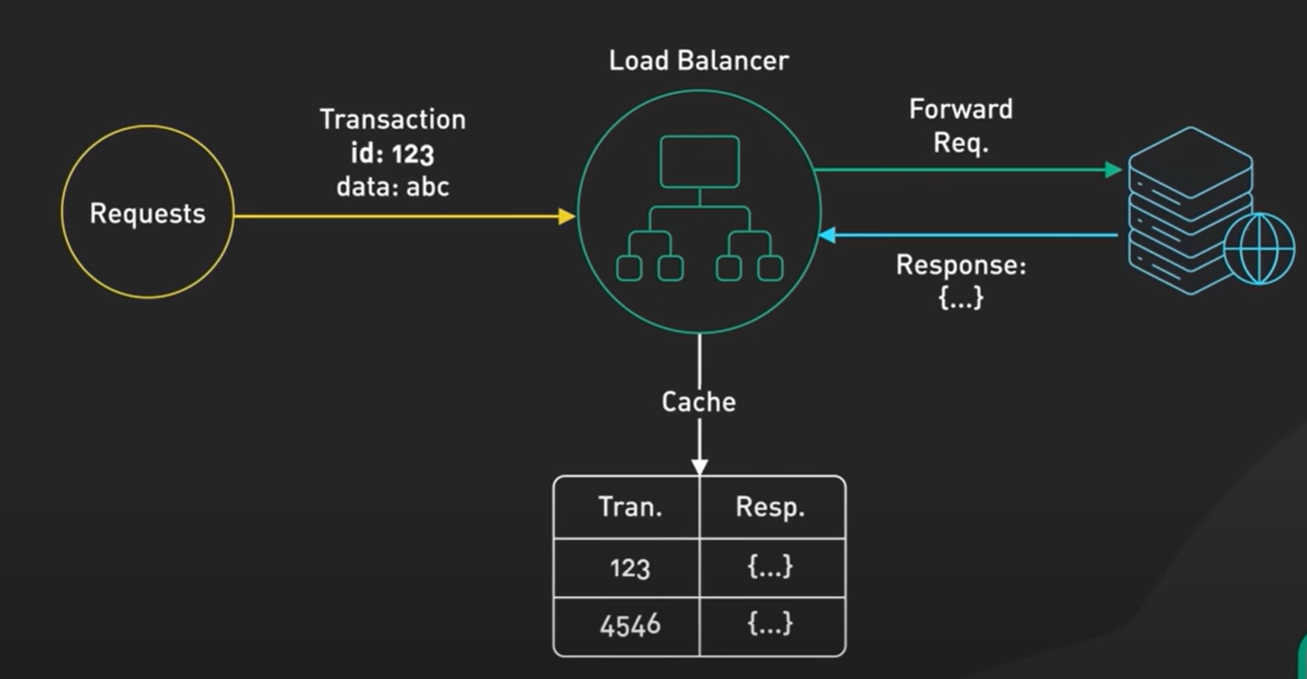 Load Balancer
Transaction
id: 123
data: abc
Forward
Req.
Requests
Response:
{...}
Cache
Tran. Resp.
123 {...}
4546 {...}